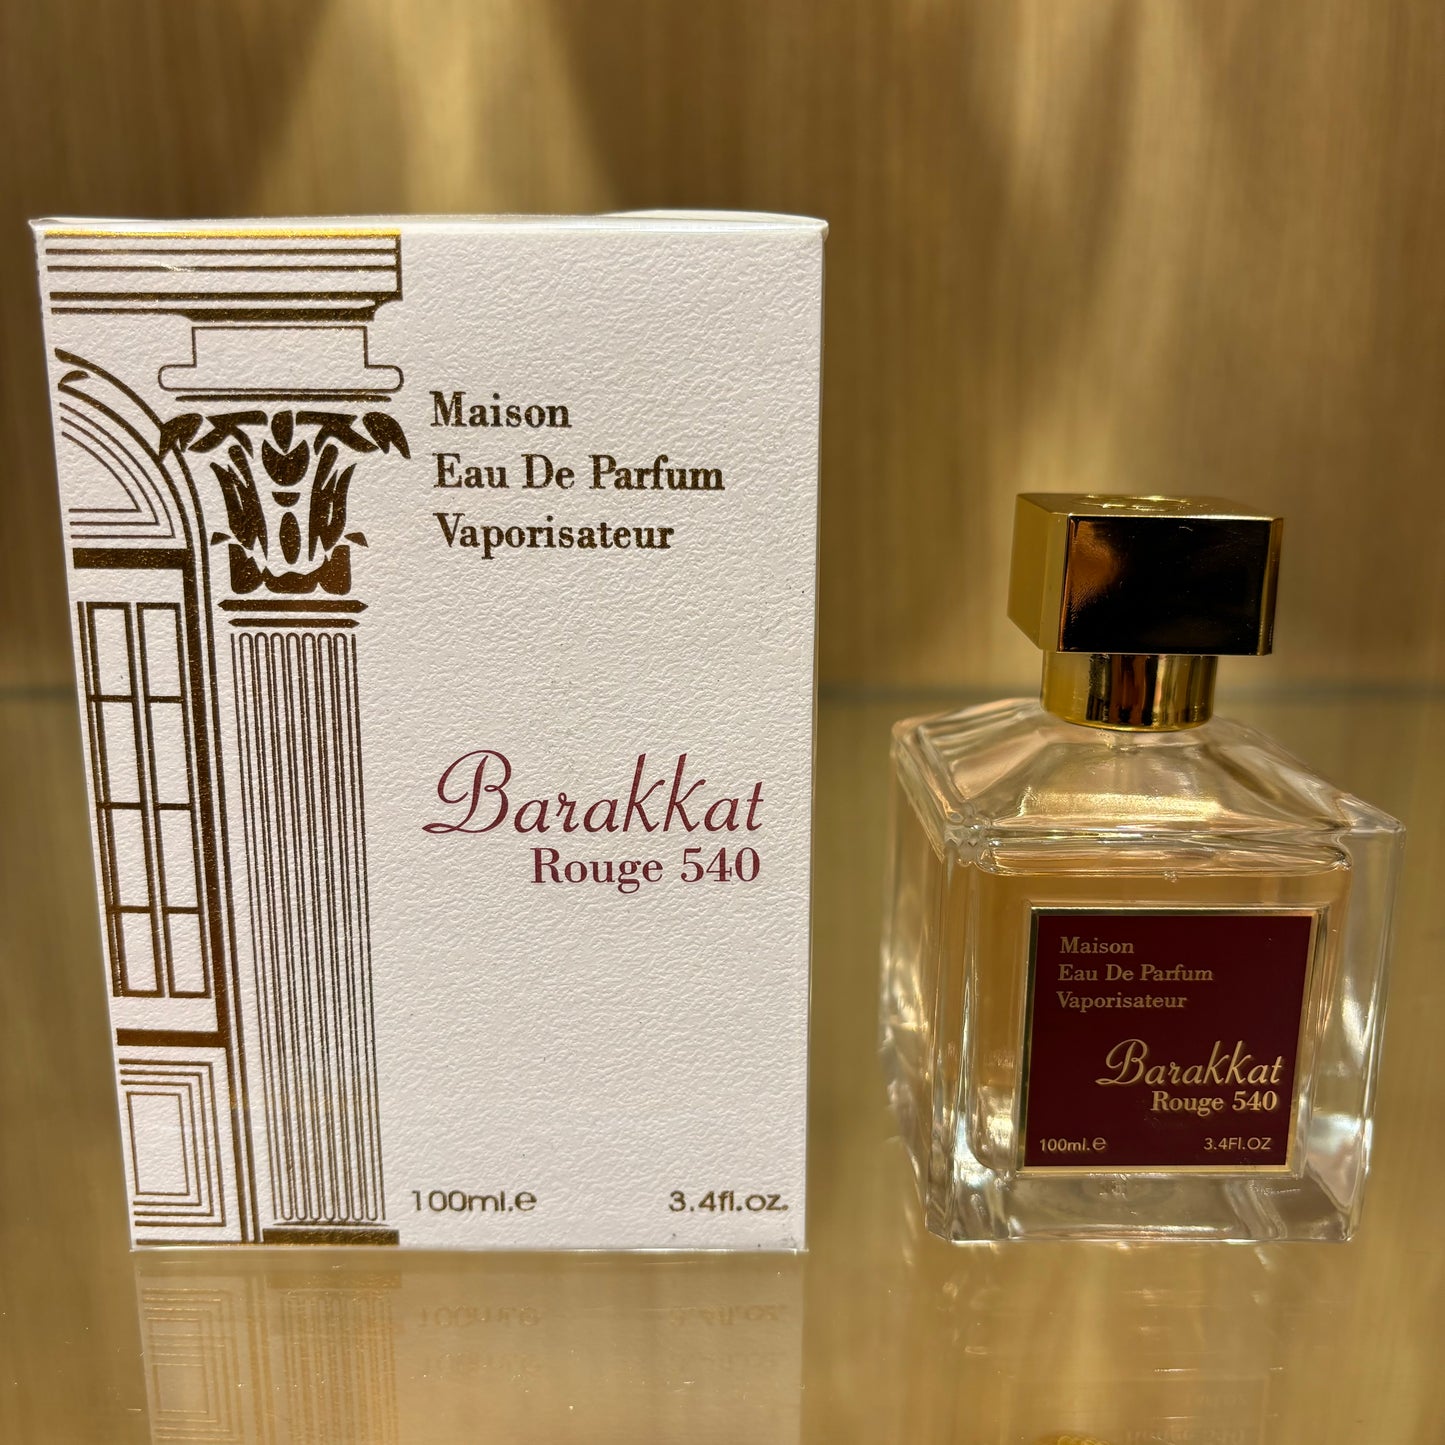 Maison
Eau De Parfum
Vaporisateur
Barakkat
Rouge 540
100ml.e
3.4fl.oz.
Maison
Eau De Parfum
Vaporisateur
Barakkat
Rouge 540
100ml.e
3.4Fl.OZ